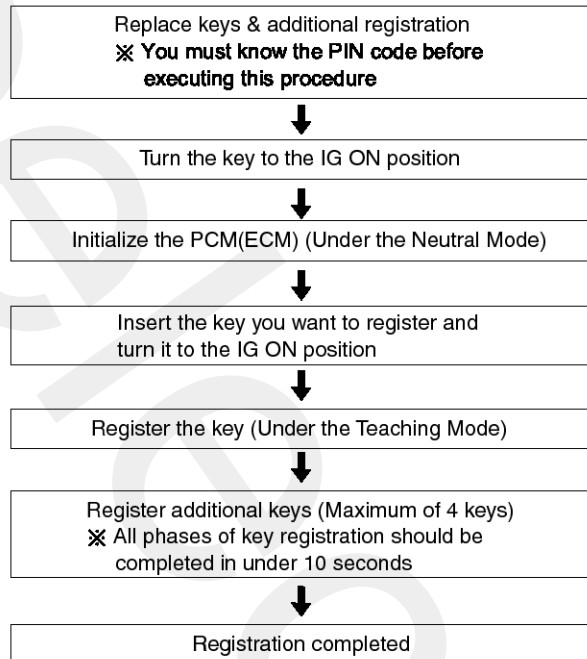 Replace keys & additional registration
※ You must know the PIN code before
executing this procedure
Turn the key to the IG ON position
Initialize the PCM(ECM) (Under the Neutral Mode)
Insert the key you want to register and
turn it to the IG ON position
Register the key (Under the Teaching Mode)
Register additional keys (Maximum of 4 keys)
※ All phases of key registration should be
completed in under 10 seconds
Registration completed